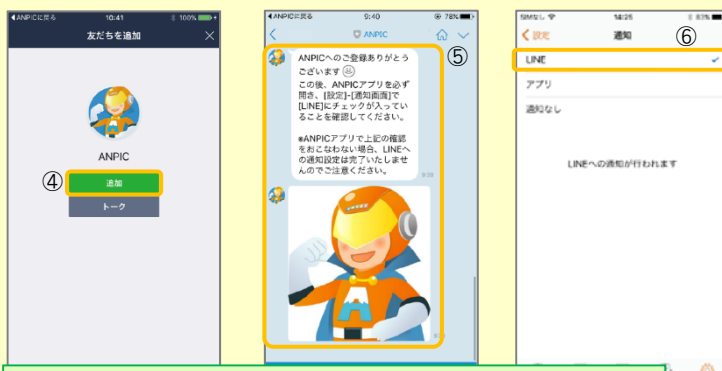 ◀ANPICに戻る 10:41 100%
友だちを追加
ANPIC
④
追加
トーク
◀ANPICに戻る 9:40 78%
ANPIC
⑤
ANPICへのご登録ありがとう
ございます
この後、ANPICアプリを必ず
開き、[設定]-[通知画面]で
[LINE]にチェックが入ってい
ることを確認してください。
※ANPICアプリで上記の確認
をおこなわない場合、LINEへ
の通知設定は完了いたしませ
んのでご注意ください。
9:39
SIMなし 14:25 83%
設定 通知
⑥
LINE
アプリ
通知なし
LINEへの通知が行われます